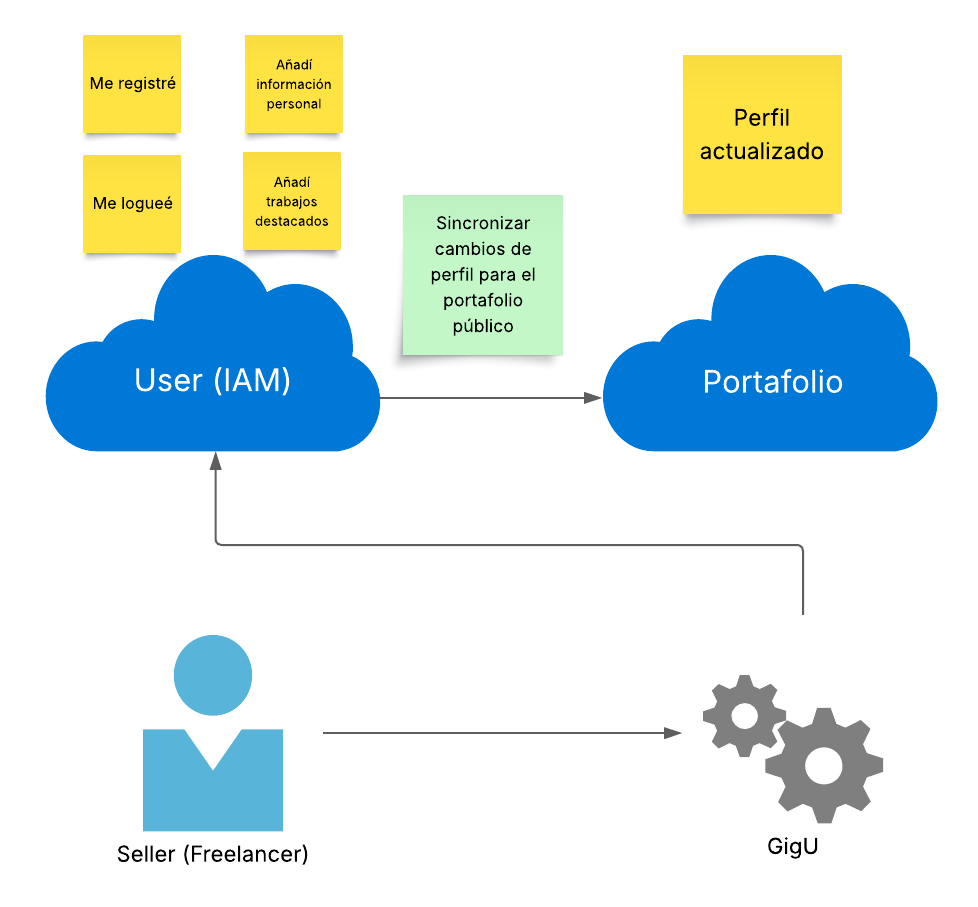 Me registré
Añadí
información
personal
Perfil
actualizado
Me logueé
Añadí
trabajos
destacados
Sincronizar
cambios de
perfil para el
portafolio
público
User (IAM)
Portafolio
Seller (Freelancer)
GigU